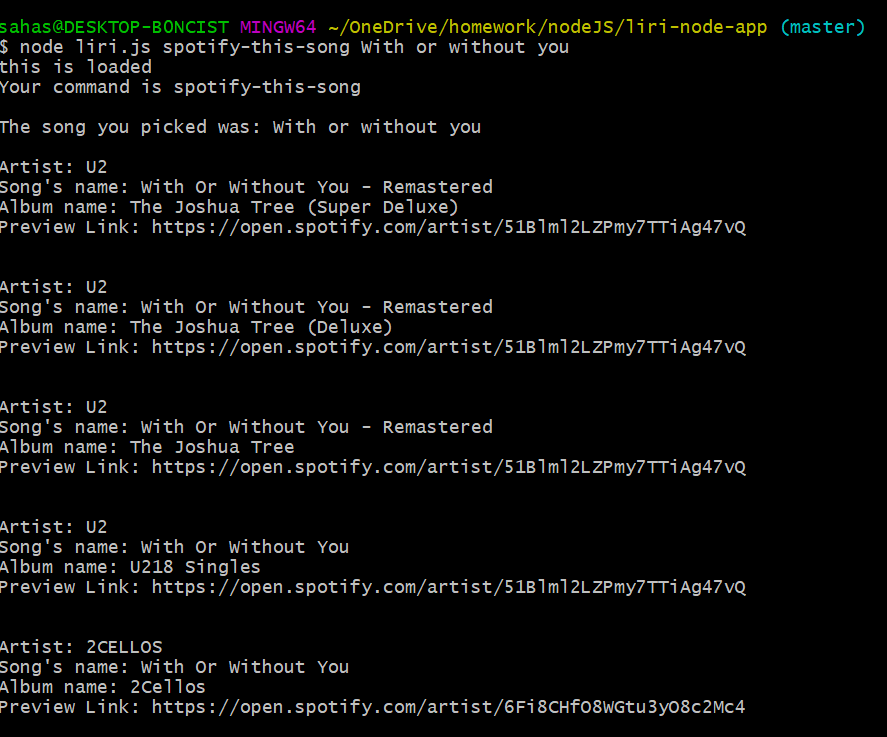 sahas@DESKTOP-B0NCIST MINGW64 ~/OneDrive/homework/nodeJS/liri-node-app (master)
$ node liri.js spotify-this-song With or without you
this is loaded
Your command is spotify-this-song
The song you picked was: With or without you
Artist: U2
Song's name: With Or Without You - Remastered
Album name: The Joshua Tree (Super Deluxe)
Preview Link: https://open.spotify.com/artist/51Blml2LZPmy7TTiAg47vQ
Artist: U2
Song's name: With Or Without You - Remastered
Album name: The Joshua Tree (Deluxe)
Preview Link: https://open.spotify.com/artist/51Blml2LZPmy7TTiAg47vQ
Artist: U2
Song's name: With Or Without You - Remastered
Album name: The Joshua Tree
Preview Link: https://open.spotify.com/artist/51Blml2LZPmy7TTiAg47vQ
Artist: U2
Song's name: With Or Without You
Album name: U218 Singles
Preview Link: https://open.spotify.com/artist/51Blml2LZPmy7TTiAg47vQ
Artist: 2CELLOS
Song's name: With Or Without You
Album name: 2Cellos
Preview Link: https://open.spotify.com/artist/6Fi8CHfO8WGtu3yO8c2Mc4